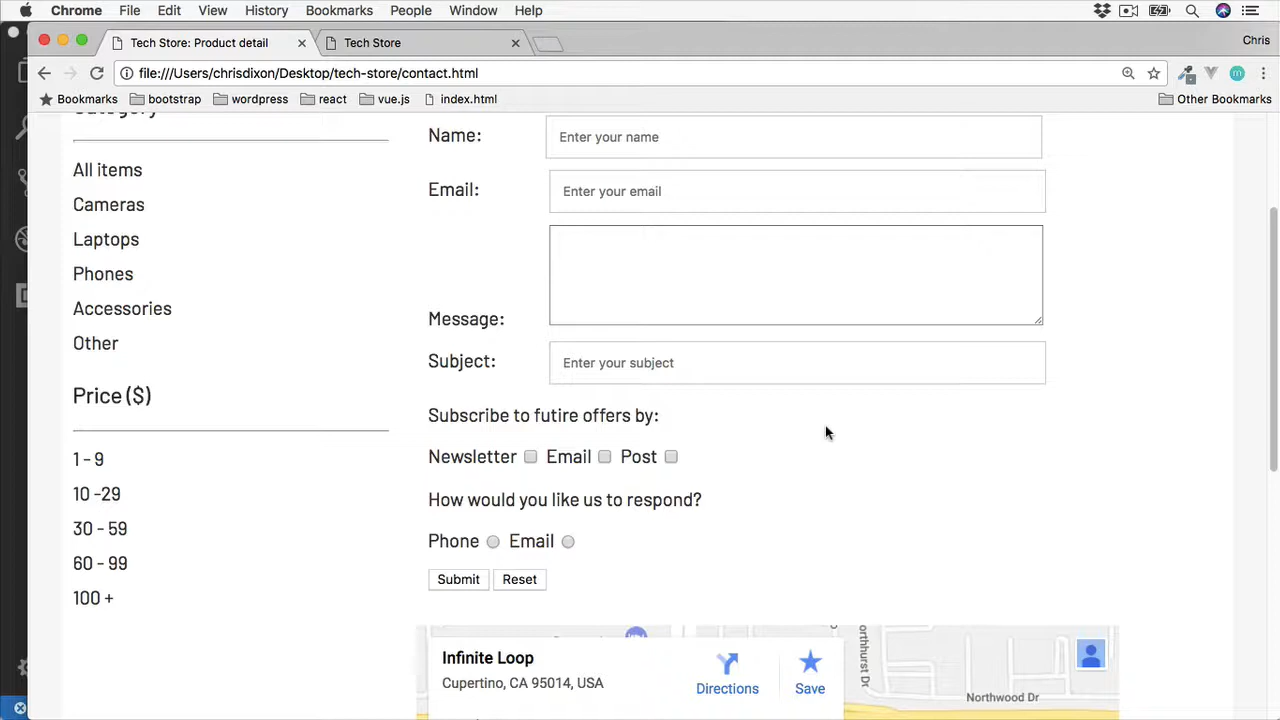 Chrome File Edit View History Bookmarks People Window Help
Tech Store: Product detail
Tech Store
Chris
file:///Users/chrisdixon/Desktop/tech-store/contact.html
Bookmarks bootstrap wordpress react vue.js index.html Other Bookmarks
Category
All items
Cameras
Laptops
Phones
Accessories
Other
Price ($)
1 - 9
10 -29
30 - 59
60 - 99
100 +
Name: Enter your name
Email: Enter your email
Message:
Subject: Enter your subject
Subscribe to futire offers by:
Newsletter Email Post
How would you like us to respond?
Phone Email
Submit Reset
Infinite Loop
Cupertino, CA 95014, USA
Directions
Save
Northwood Dr